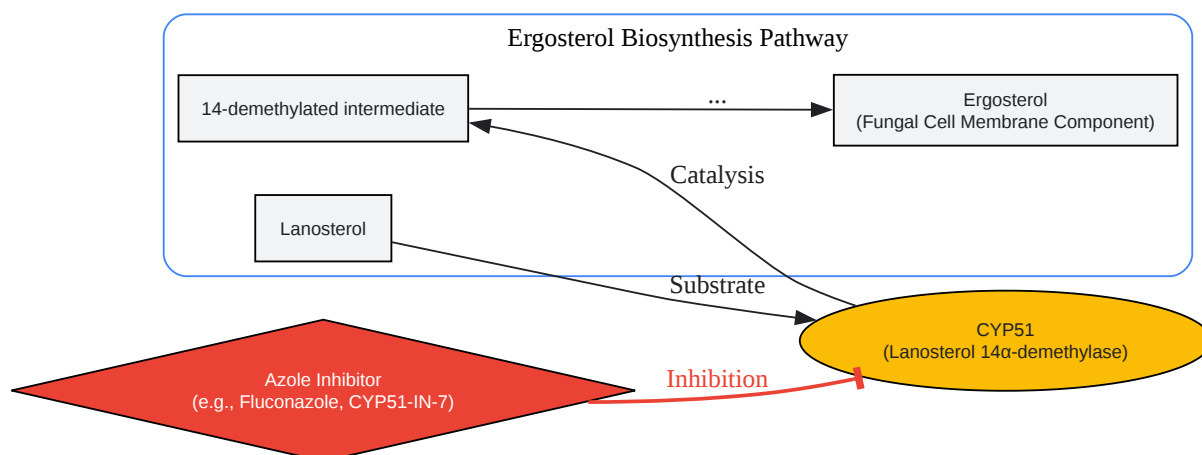 Ergosterol Biosynthesis Pathway
14-demethylated intermediate
...
Ergosterol
(Fungal Cell Membrane Component)
Catalysis
Lanosterol
Substrate
CYP51
(Lanosterol 14α-demethylase)
Azole Inhibitor
(e.g., Fluconazole, CYP51-IN-7)
Inhibition